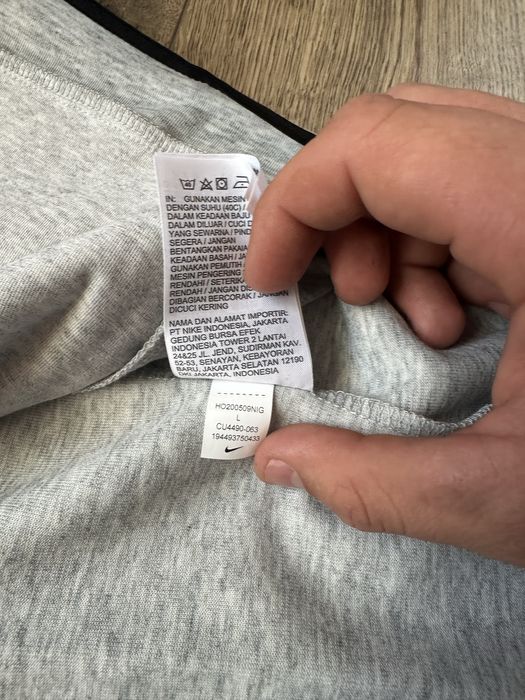 IN: GUNAKAN MESIN
DENGAN SUHU (40C) /
DALAM KEADAAN BAJU
DALAM DILUAR / CUCI D
YANG SEWARNA / PIND
SEGERA / JANGAN
BENTANGKAN PAKAIA
KEADAAN BASAH / JA
GUNAKAN PEMUTIH /
MESIN PENGERING
RENDAH / SETERIKA
RENDAH / JANGAN DIS
DIBAGIAN BERCORAK / JANGAN
DICUCI KERING
NAMA DAN ALAMAT IMPORTIR:
PT NIKE INDONESIA, JAKARTA
GEDUNG BURSA EFEK
INDONESIA TOWER 2 LANTAI
24&25 JL. JEND, SUDIRMAN KAV.
52-53, SENAYAN, KEBAYORAN
BARU, JAKARTA SELATAN 12190
DKI JAKARTA, INDONESIA
HO200509NIG
L
CU4490-063
194493750433